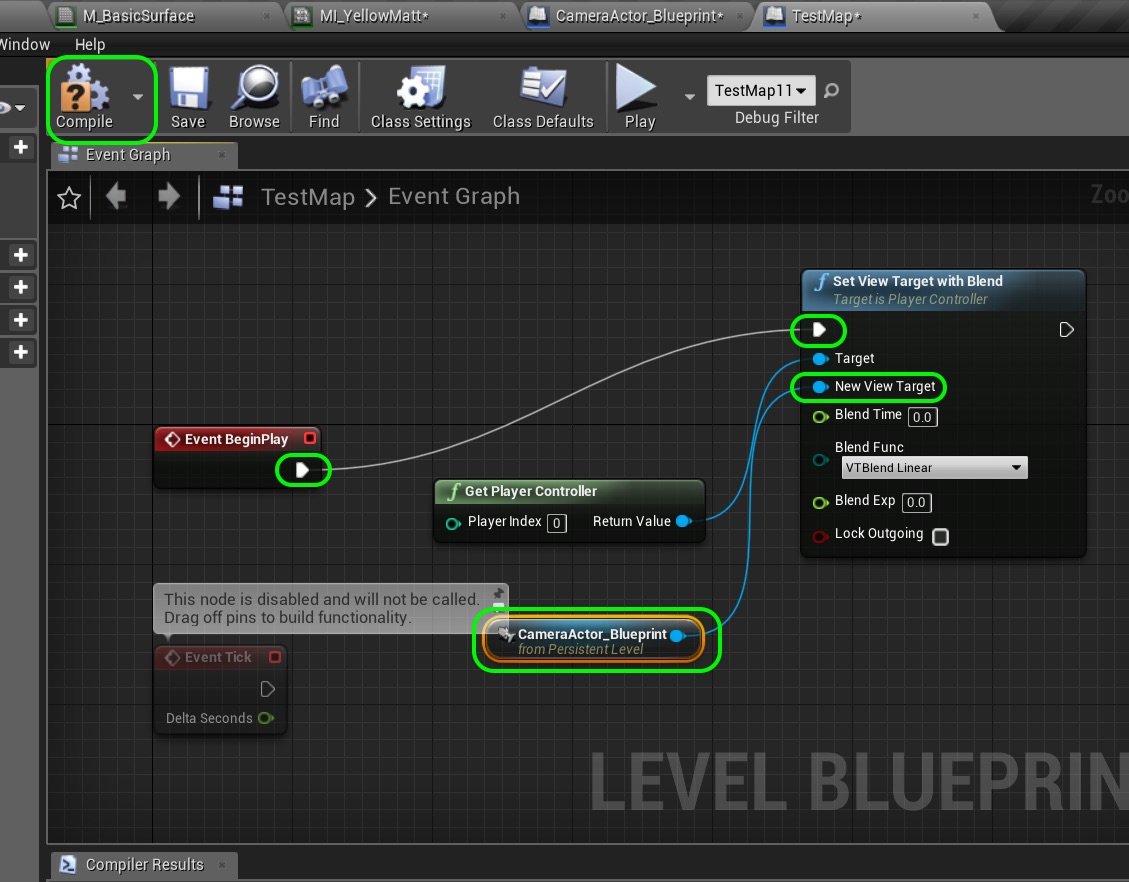 M_BasicSurface
MI_YellowMatt*
CameraActor_Blueprint*
TestMap*
Window
Help
Compile
Save
Browse
Find
Class Settings
Class Defaults
Play
TestMap11
Debug Filter
Event Graph
TestMap > Event Graph
Zoo
Set View Target with Blend
Target is Player Controller
Target
New View Target
Blend Time 0.0
Blend Func
VTBlend Linear
Blend Exp 0.0
Lock Outgoing
Event BeginPlay
Get Player Controller
Player Index 0 Return Value
This node is disabled and will not be called.
Drag off pins to build functionality.
CameraActor_Blueprint
from Persistent Level
Event Tick
Delta Seconds
LEVEL BLUEPRIN
Compiler Results